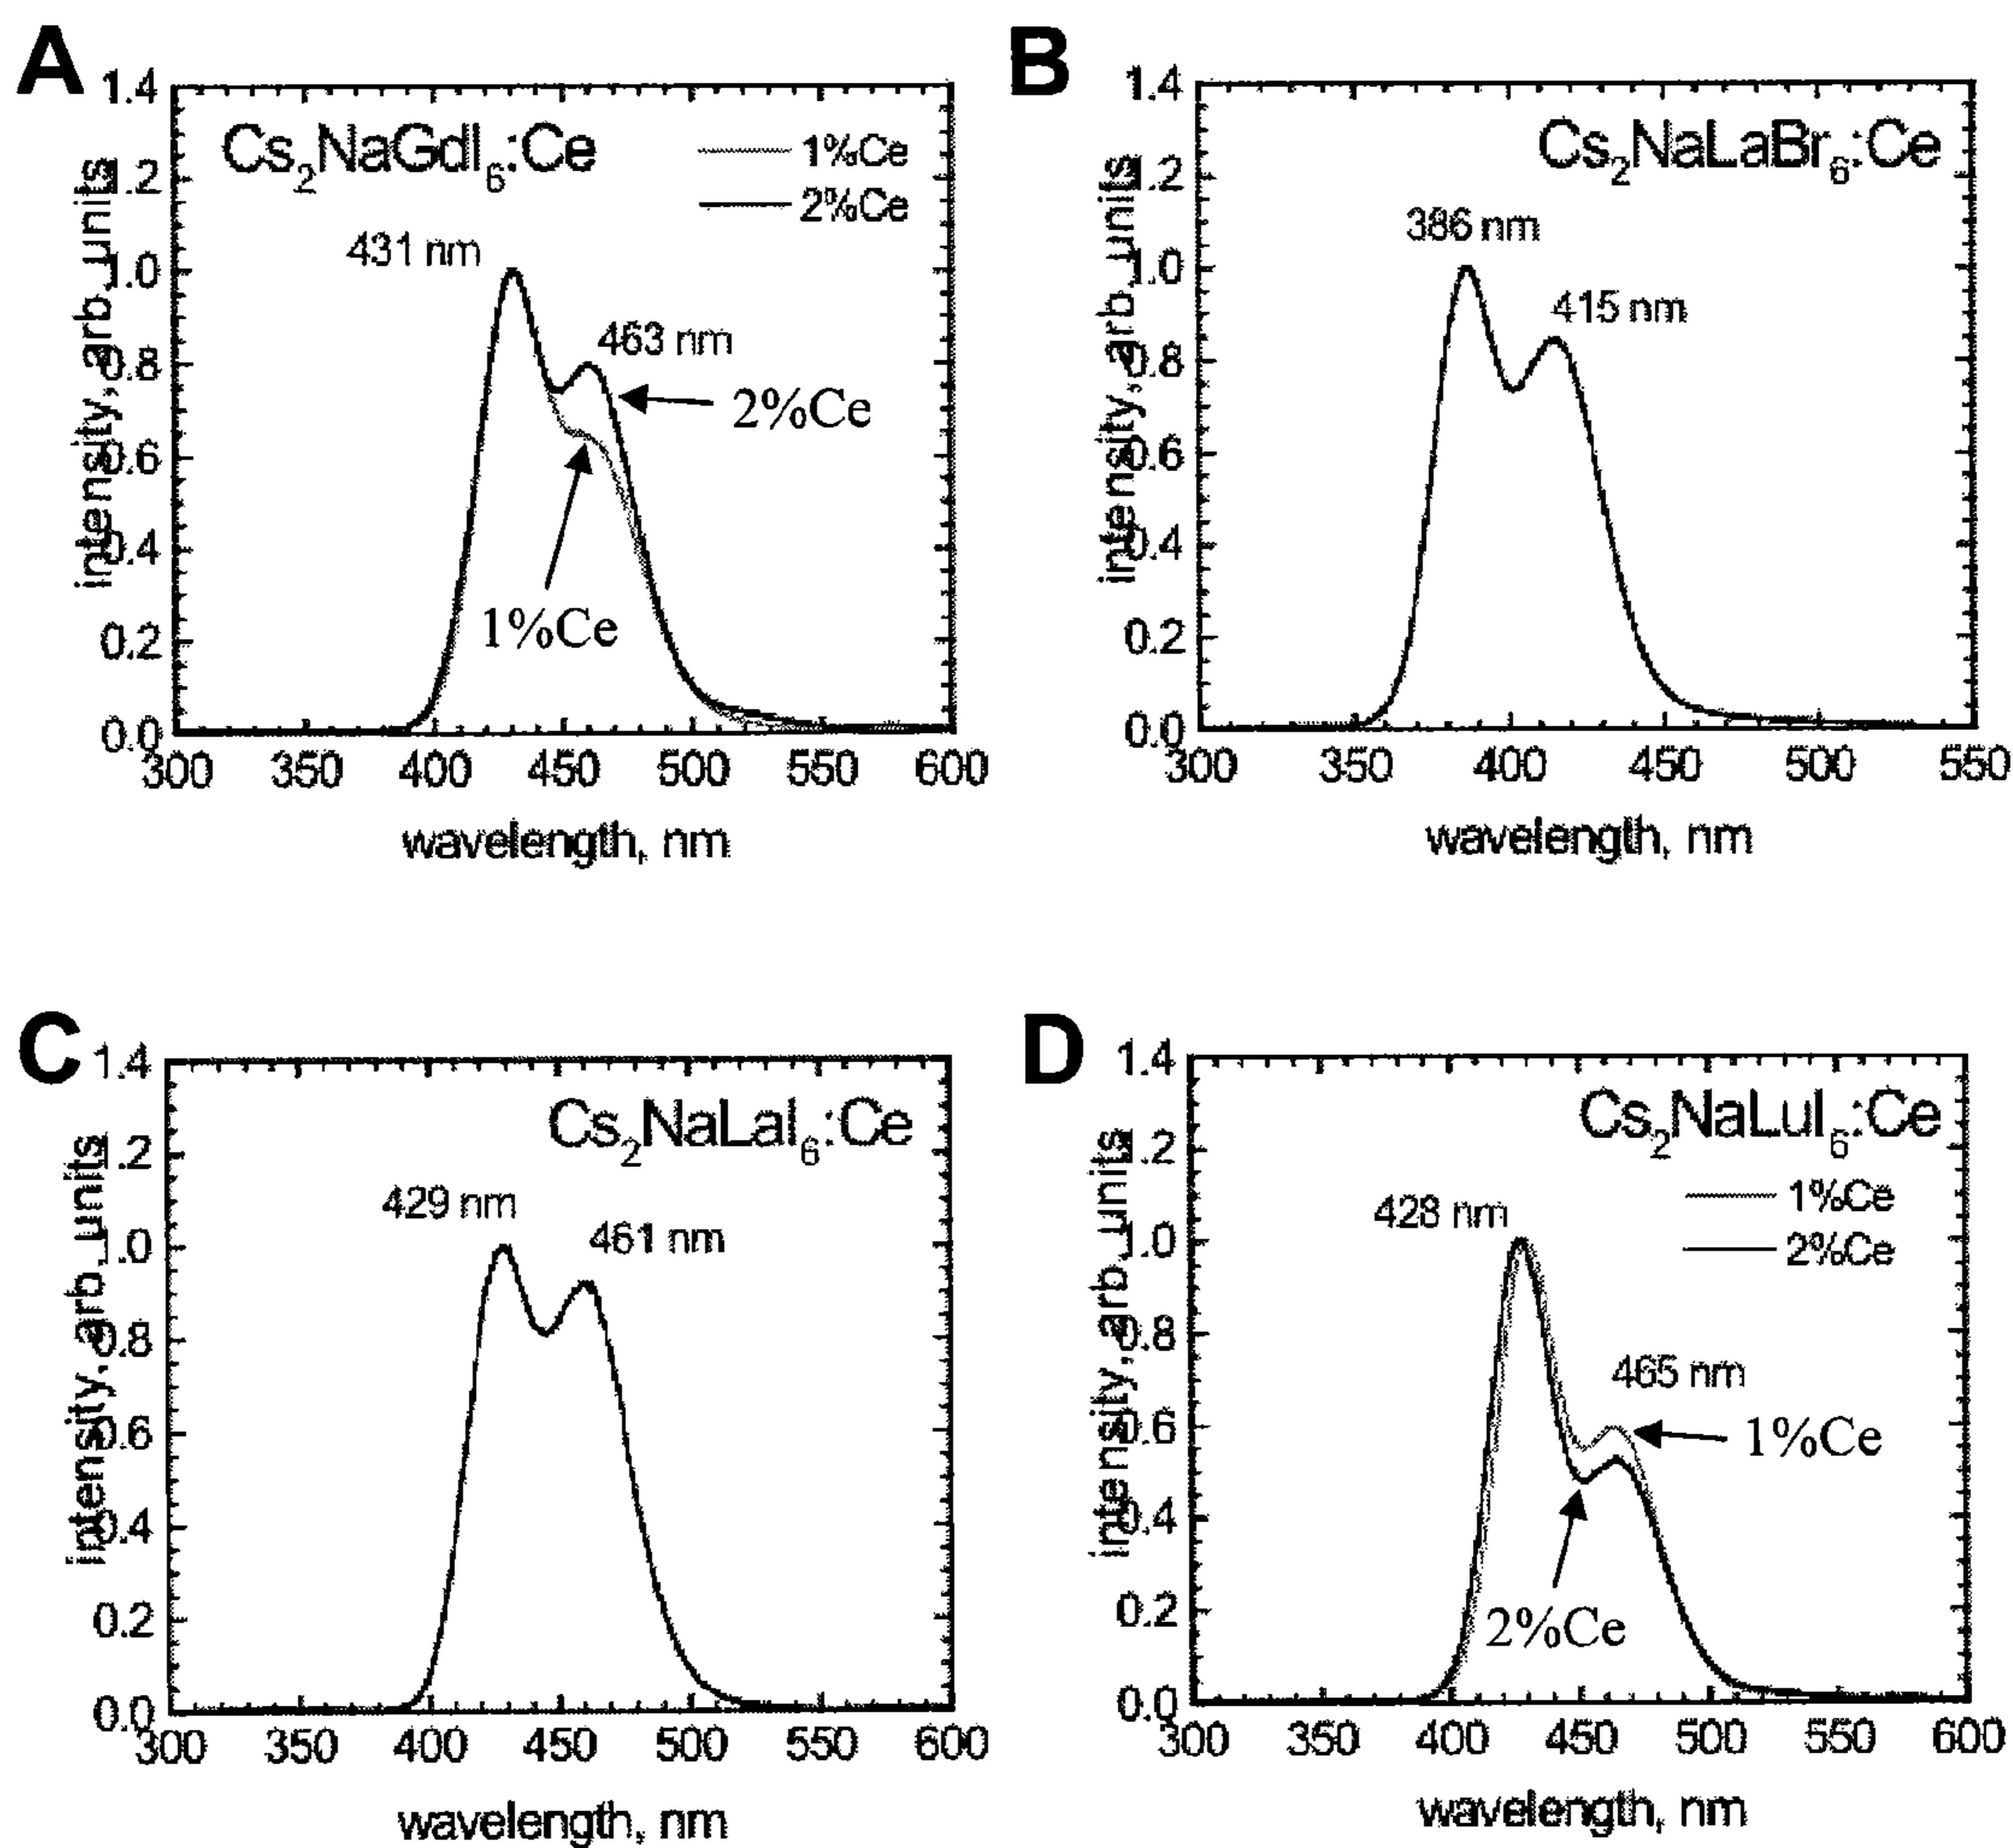 A
Cs2NaGdI6:Ce
1%Ce
2%Ce
431 nm
463 nm
2%Ce
1%Ce
intensity, arb. units
1.4
1.2
1.0
0.8
0.6
0.4
0.2
0.0
300 350 400 450 500 550 600
wavelength, nm
B
Cs2NaLaBr6:Ce
386 nm
415 nm
intensity, arb. units
1.4
1.2
1.0
0.8
0.6
0.4
0.2
0.0
300 350 400 450 500 550
wavelength, nm
C
Cs2NaLaI6:Ce
429 nm
461 nm
intensity, arb. units
1.4
1.2
1.0
0.8
0.6
0.4
0.2
0.0
300 350 400 450 500 550 600
wavelength, nm
D
Cs2NaLuI6:Ce
1%Ce
2%Ce
428 nm
465 nm
1%Ce
2%Ce
intensity, arb. units
1.4
1.2
1.0
0.8
0.6
0.4
0.2
0.0
300 350 400 450 500 550 600
wavelength, nm